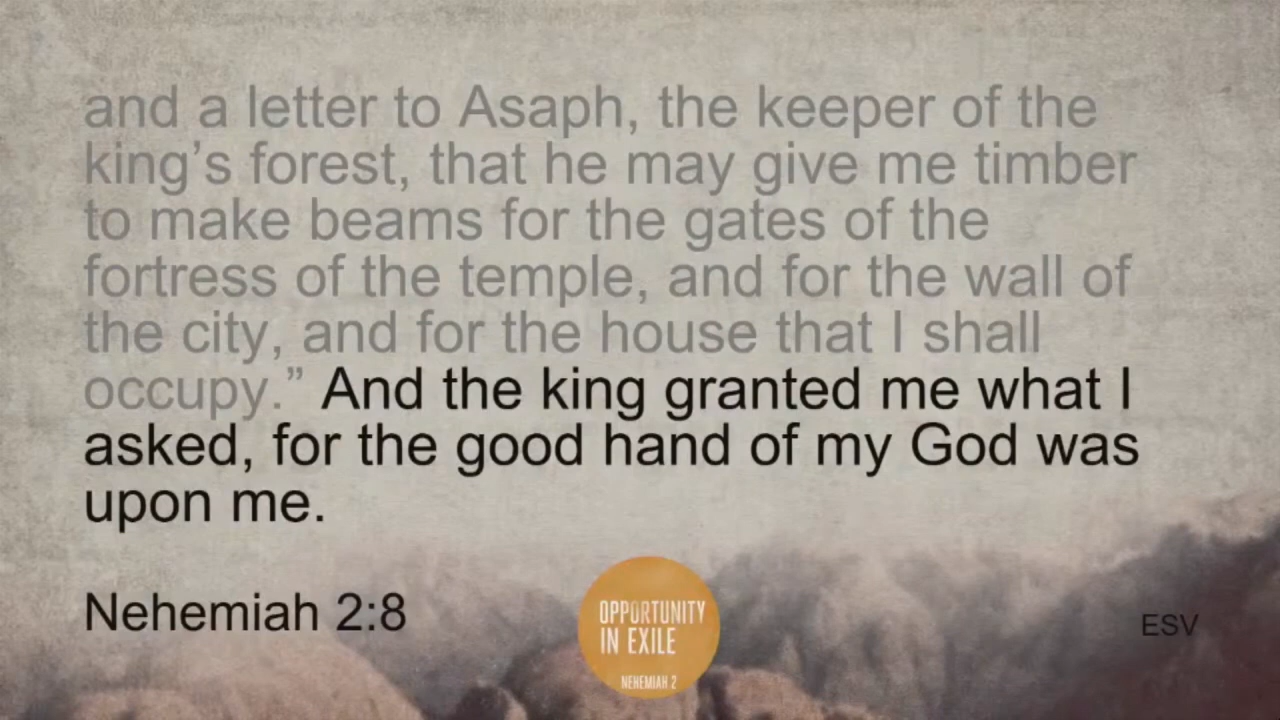 and a letter to Asaph, the keeper of the
king’s forest, that he may give me timber
to make beams for the gates of the
fortress of the temple, and for the wall of
the city, and for the house that I shall
occupy.” And the king granted me what I
asked, for the good hand of my God was
upon me.
Nehemiah 2:8
OPPORTUNITY
IN EXILE
NEHEMIAH 2
ESV